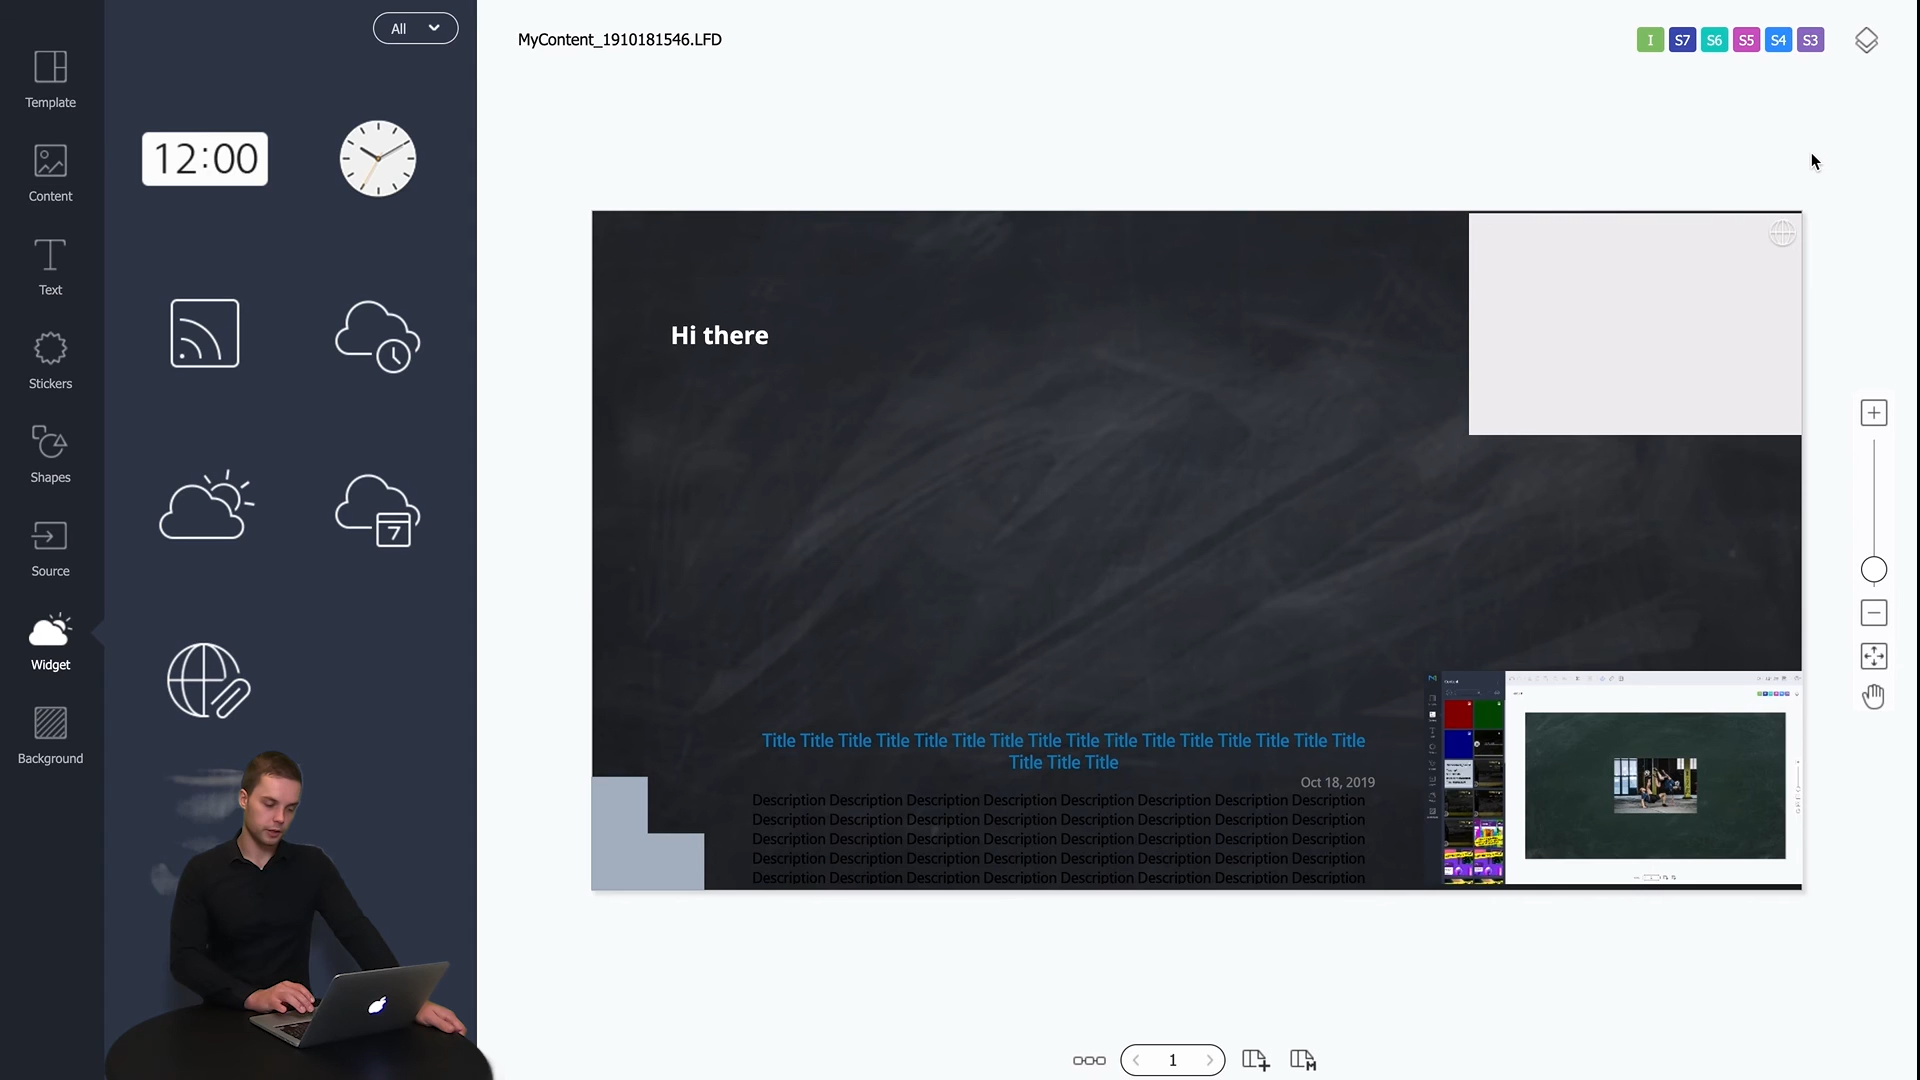 All
MyContent_1910181546.LFD
I S7 S6 S5 S4 S3
Template
Content
Text
Stickers
Shapes
Source
Widget
Background
12:00
7
Hi there
Title Title Title Title Title Title Title Title Title Title Title Title Title Title Title Title
Title Title Title
Oct 18, 2019
Description Description Description Description Description Description Description Description
Description Description Description Description Description Description Description Description
Description Description Description Description Description Description Description Description
Description Description Description Description Description Description Description Description
Description Description Description Description Description Description Description Description
1
M